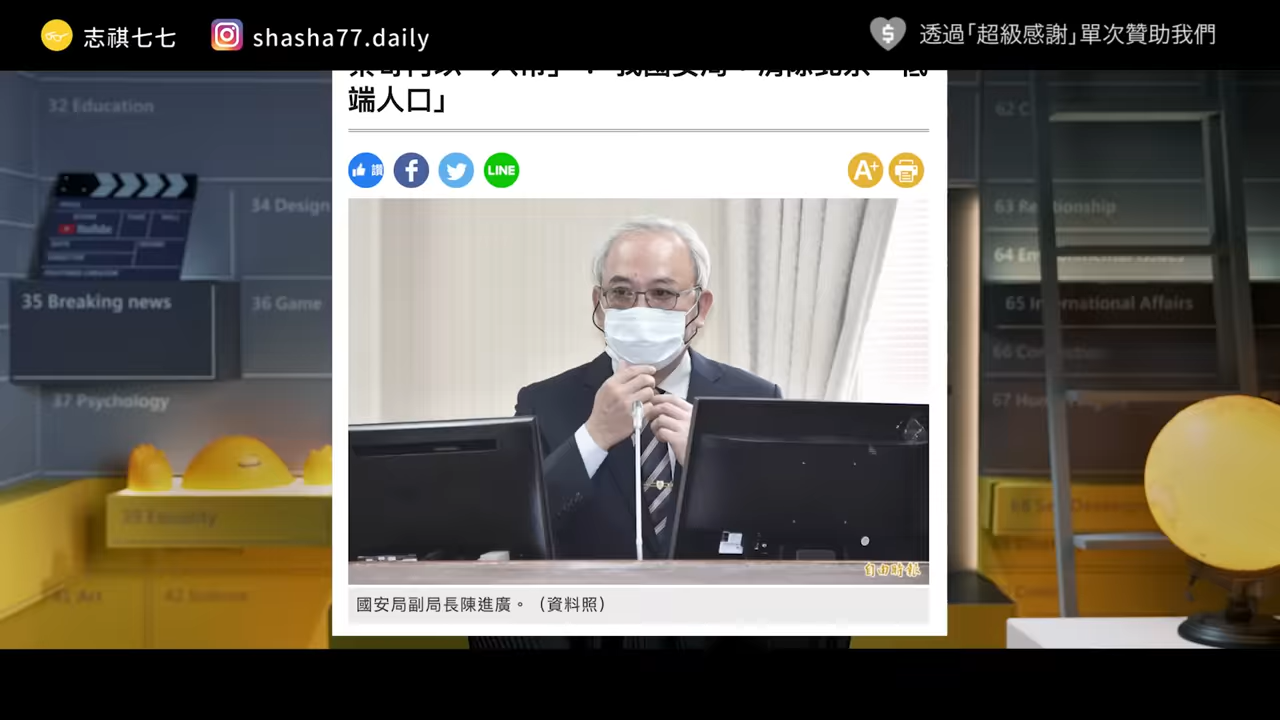 志祺七七
shasha77.daily
透過「超級感謝」單次贊助我們
端人口」
讚
LINE
A+
自由時報
國安局副局長陳進廣。（資料照）
32 Education
34 Design
35 Breaking news
36 Game
37 Psychology
YouTube
63 Relationship
65 International Affairs